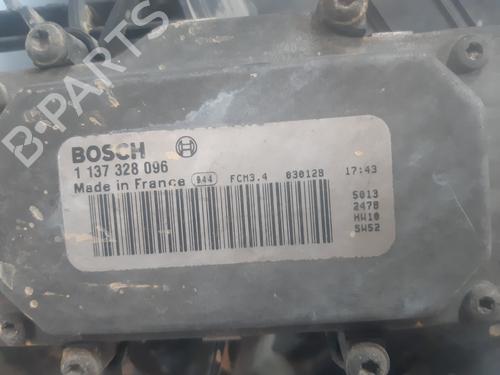 B-PARTS
BOSCH
1 137 328 096
Made in France 944 FCM3.4 030128 17:43
5013
2478
HW10
SW52